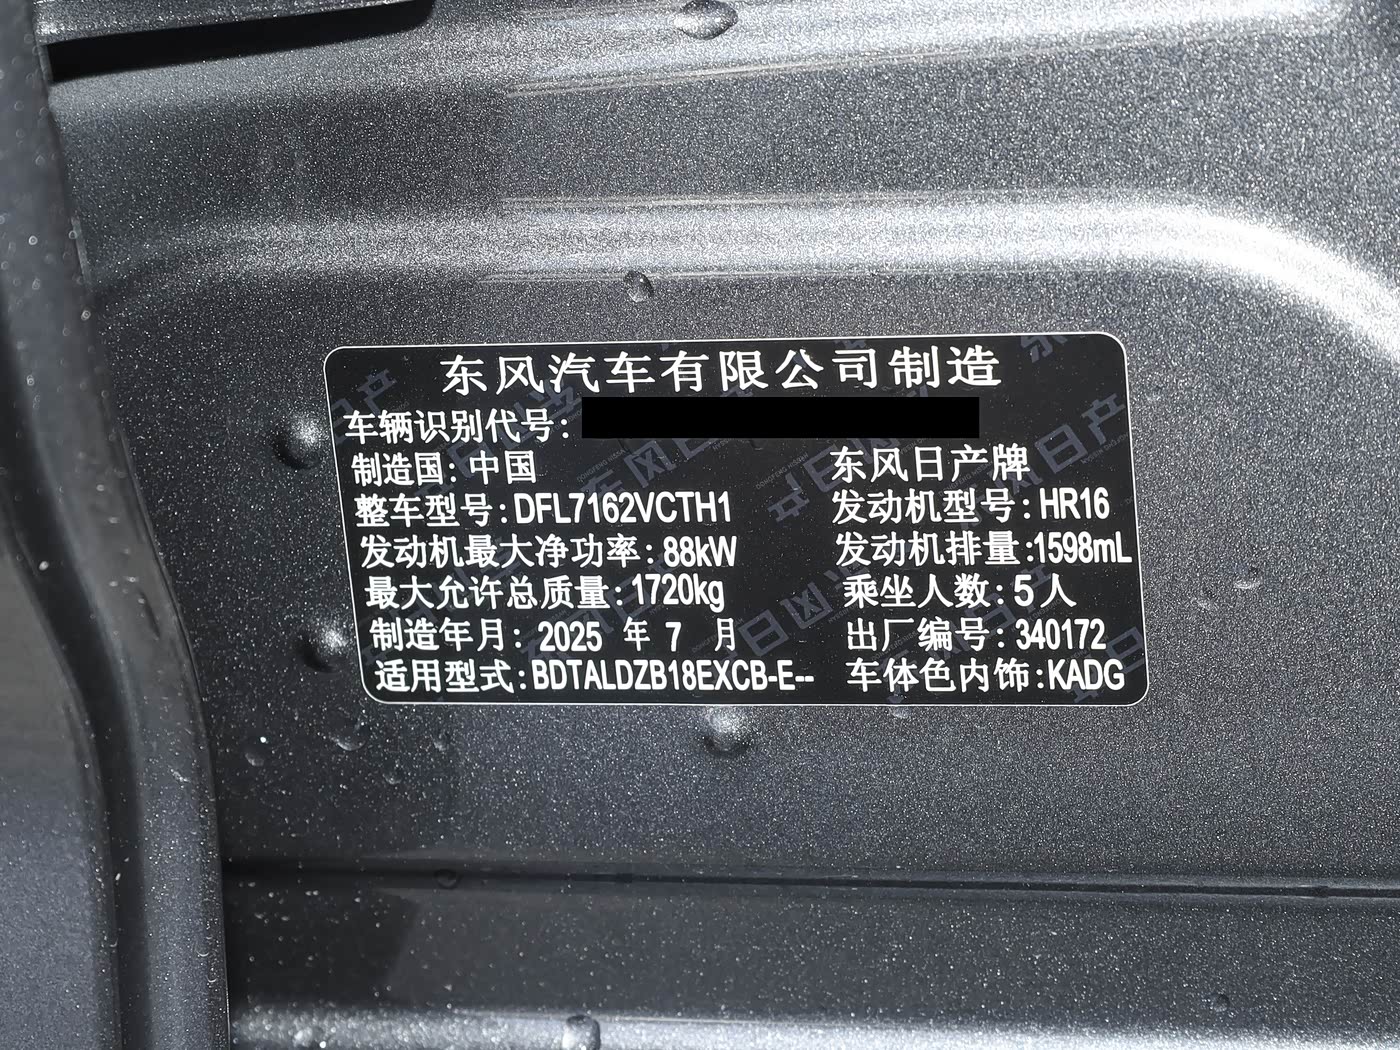 东风汽车有限公司制造
车辆识别代号:
制造国:中国 东风日产牌
整车型号:DFL7162VCTH1 发动机型号:HR16
发动机最大净功率:88kW 发动机排量:1598mL
最大允许总质量:1720kg 乘坐人数:5人
制造年月: 2025 年 7 月 出厂编号:340172
适用型式:BDTALDZB18EXCB-E-- 车体色内饰:KADG